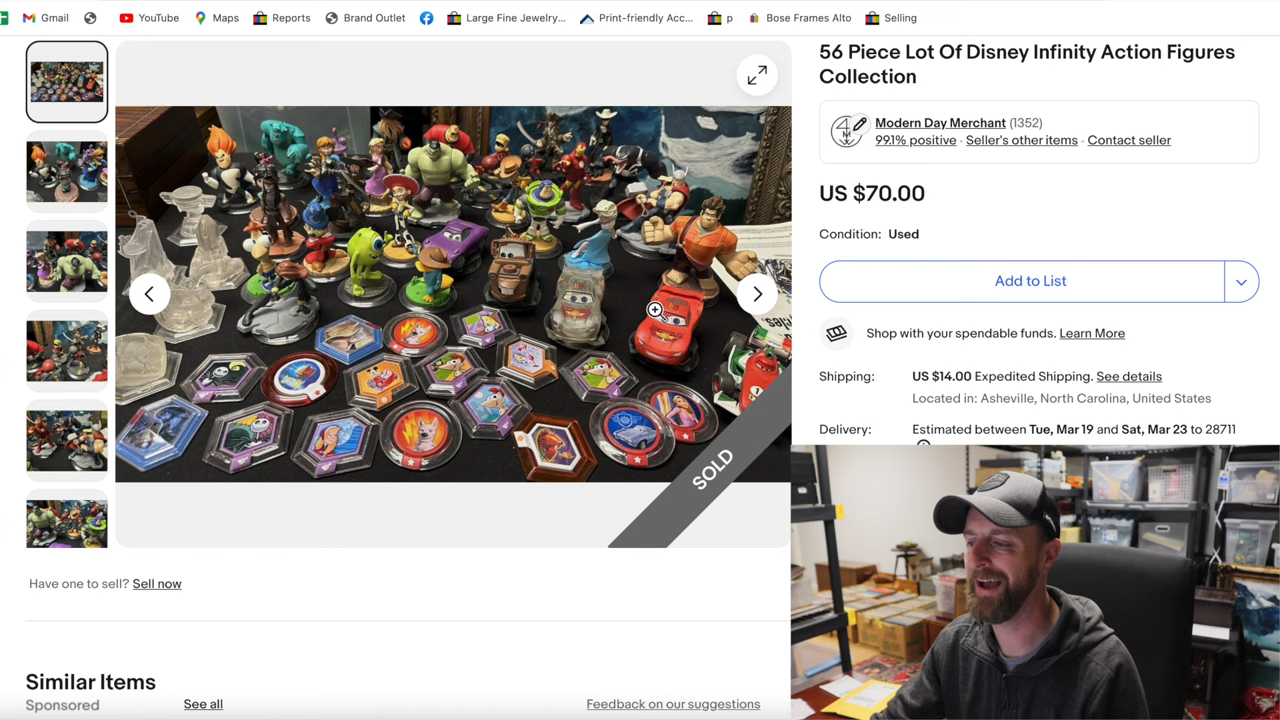 Gmail
YouTube
Maps
Reports
Brand Outlet
Large Fine Jewelry...
Print-friendly Acc...
p
Bose Frames Alto
Selling
56 Piece Lot Of Disney Infinity Action Figures
Collection
Modern Day Merchant (1352)
99.1% positive · Seller's other items · Contact seller
US $70.00
Condition: Used
Add to List
Shop with your spendable funds. Learn More
Shipping: US $14.00 Expedited Shipping. See details
Located in: Asheville, North Carolina, United States
Delivery: Estimated between Tue, Mar 19 and Sat, Mar 23 to 28711
SOLD
Have one to sell? Sell now
Similar Items
Sponsored
See all
Feedback on our suggestions